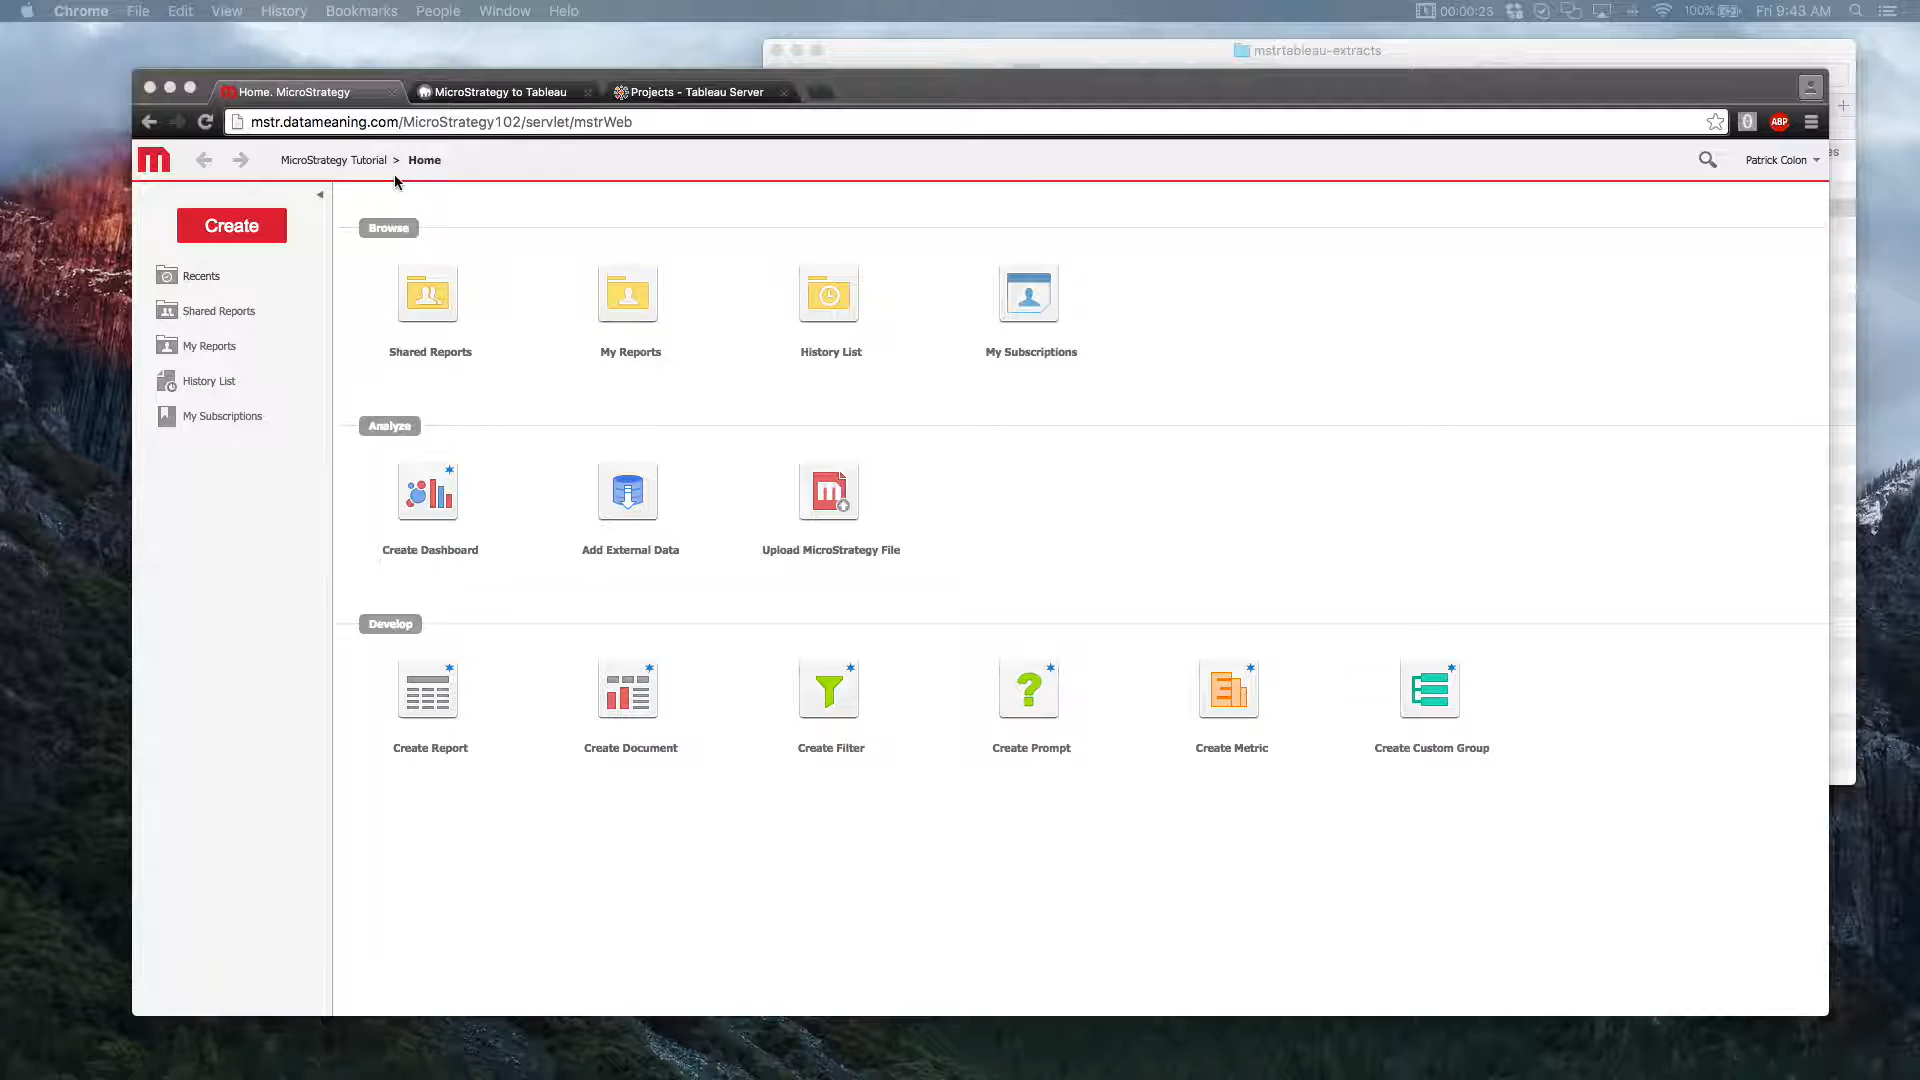 Chrome File Edit View History Bookmarks People Window Help 00:00:23 100% Fri 9:43 AM
mstrtableau-extracts
Home. MicroStrategy MicroStrategy to Tableau Projects - Tableau Server
mstr.datameaning.com/MicroStrategy102/servlet/mstrWeb 0 ABP
MicroStrategy Tutorial > Home Patrick Colon
Create
Recents
Shared Reports
My Reports
History List
My Subscriptions
Browse
Shared Reports My Reports History List My Subscriptions
Analyze
Create Dashboard Add External Data Upload MicroStrategy File
Develop
Create Report Create Document Create Filter Create Prompt Create Metric Create Custom Group